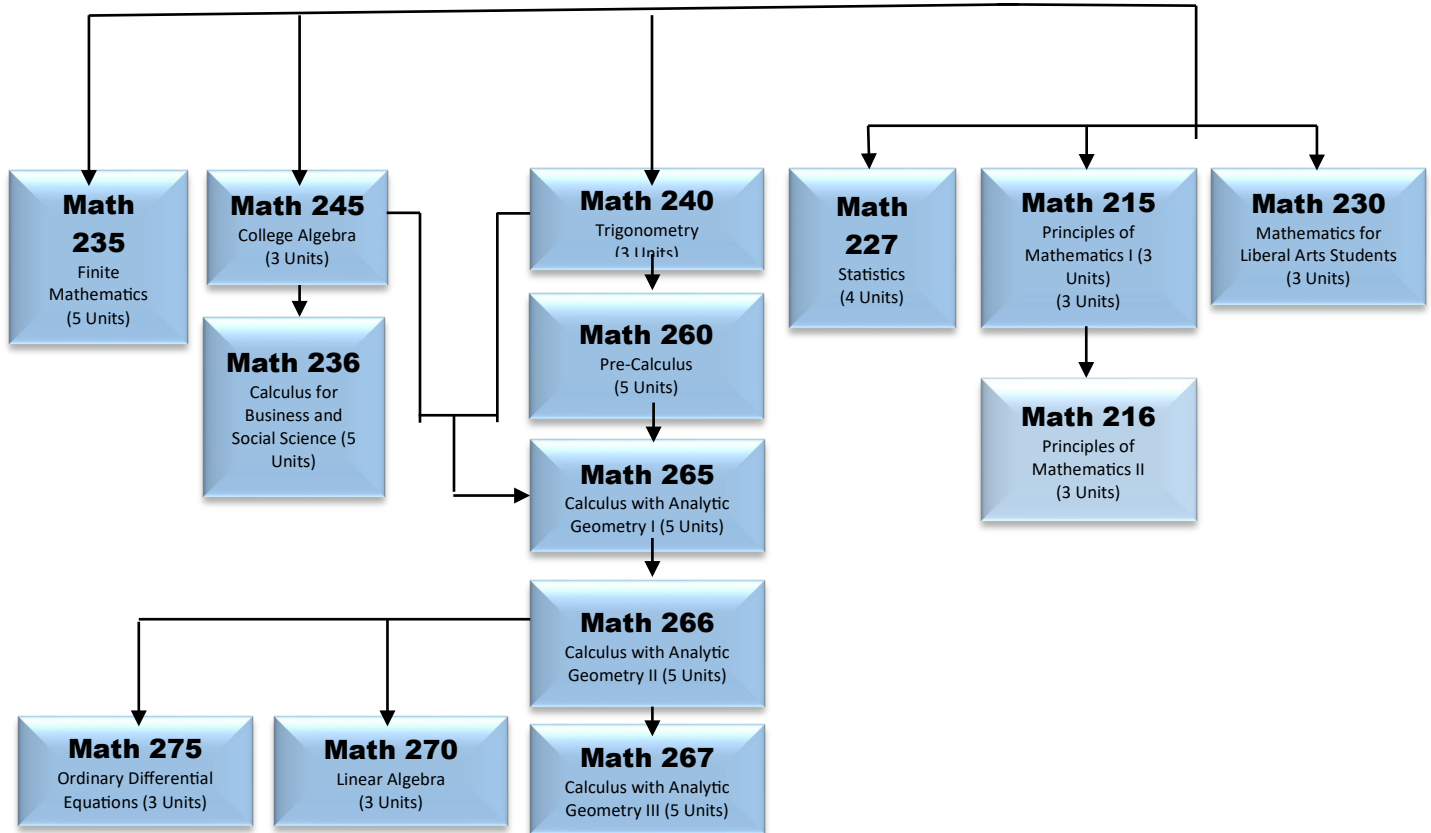 Math
235
Finite
Mathematics
(5 Units)
Math 245
College Algebra
(3 Units)
Math 240
Trigonometry
(3 Units)
Math
227
Statistics
(4 Units)
Math 215
Principles of
Mathematics I (3
Units)
(3 Units)
Math 230
Mathematics for
Liberal Arts Students
(3 Units)
Math 236
Calculus for
Business and
Social Science (5
Units)
Math 260
Pre-Calculus
(5 Units)
Math 216
Principles of
Mathematics II
(3 Units)
Math 265
Calculus with Analytic
Geometry I (5 Units)
Math 266
Calculus with Analytic
Geometry II (5 Units)
Math 275
Ordinary Differential
Equations (3 Units)
Math 270
Linear Algebra
(3 Units)
Math 267
Calculus with Analytic
Geometry III (5 Units)